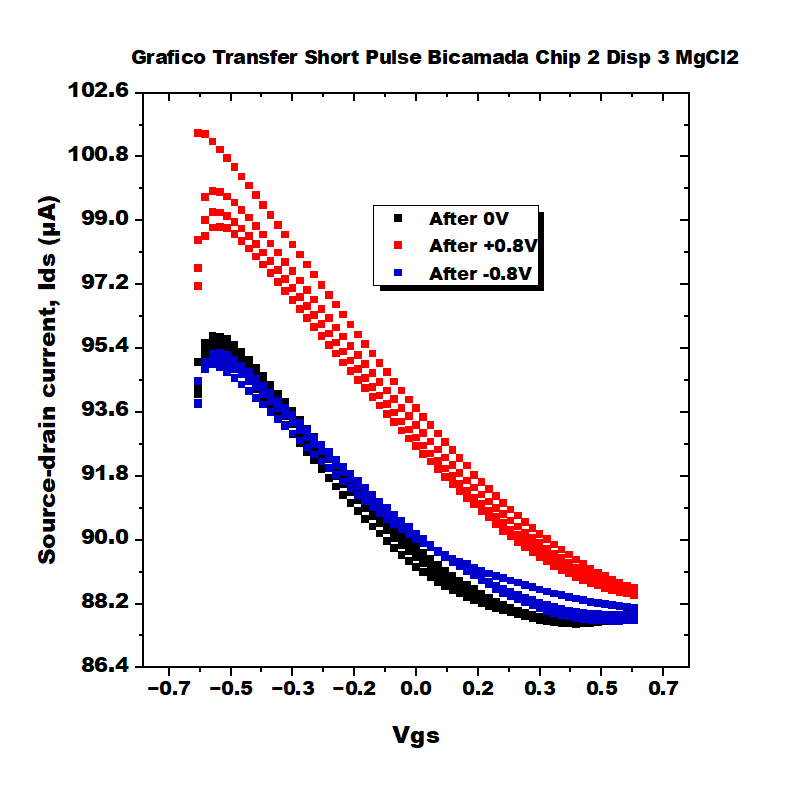 Grafico Transfer Short Pulse Bicamada Chip 2 Disp 3 MgCl2
102.6
100.8
99.0
97.2
95.4
93.6
91.8
90.0
88.2
86.4
Source-drain current, Ids (µA)
After 0V
After +0.8V
After -0.8V
−0.7 −0.5 −0.3 −0.2 0.0 0.2 0.3 0.5 0.7
Vgs